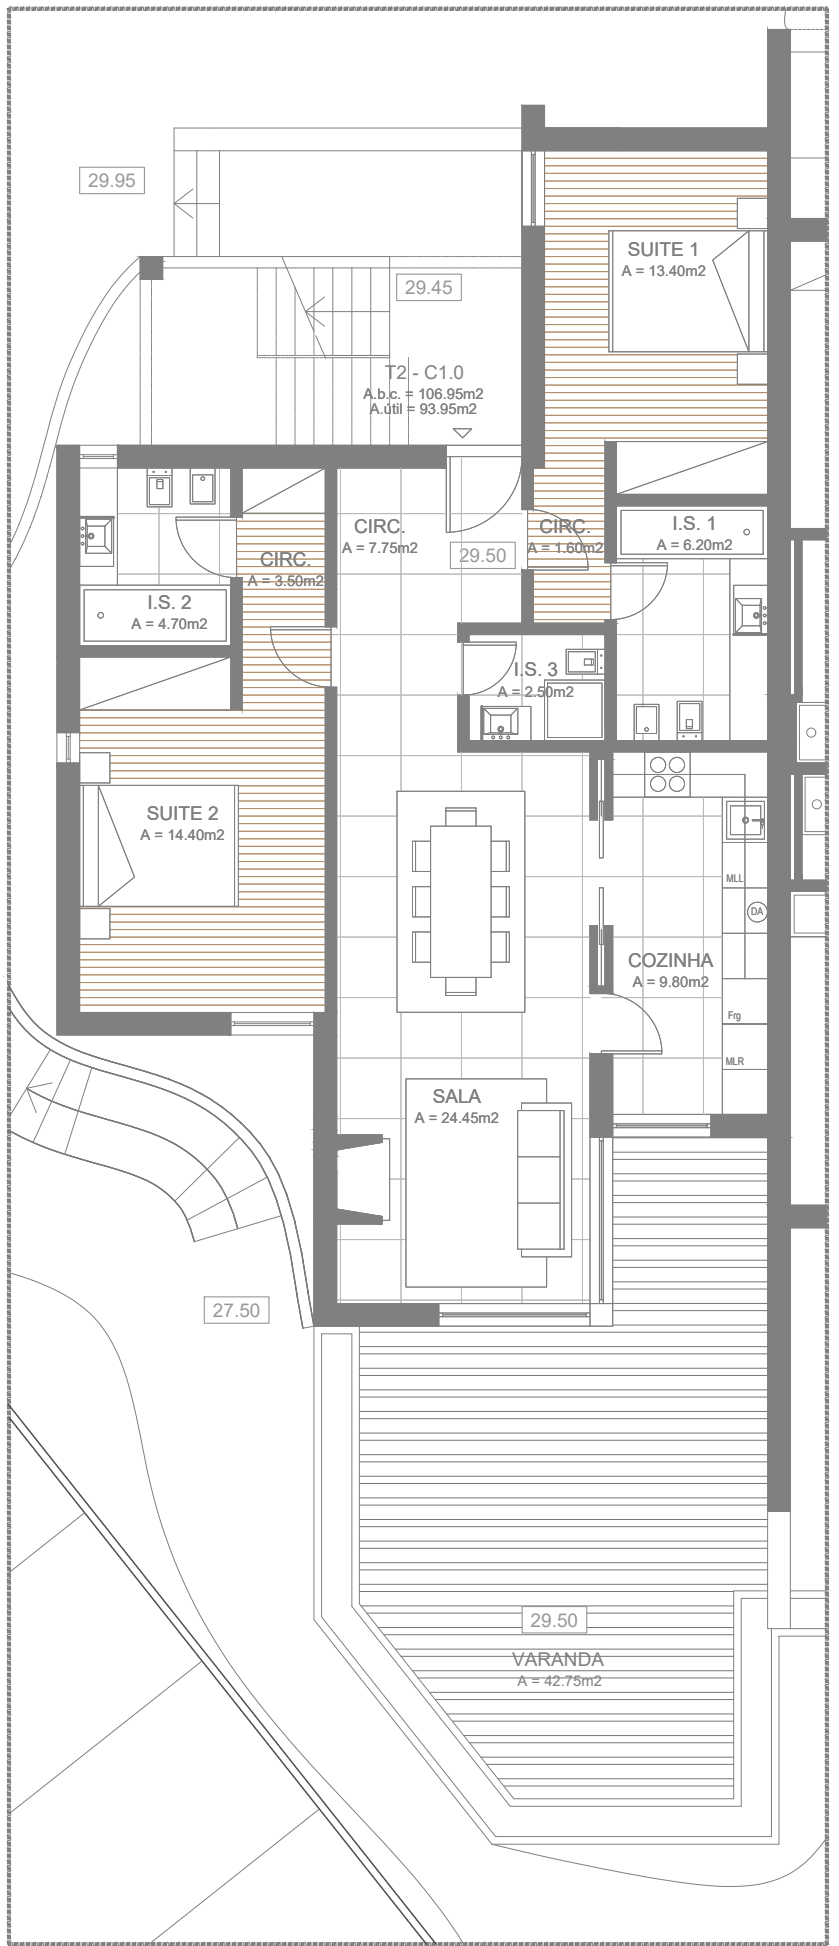 29.95
SUITE 1
A = 13.40m2
29.45
T2 - C1.0
A.b.c. = 106.95m2
A.útil = 93.95m2
CIRC.
A = 7.75m2
CIRC.
A = 1.60m2
I.S. 1
A = 6.20m2
29.50
CIRC.
A = 3.50m2
I.S. 2
A = 4.70m2
I.S. 3
A = 2.50m2
SUITE 2
A = 14.40m2
MLL
DA
COZINHA
A = 9.80m2
Frg
MLR
SALA
A = 24.45m2
27.50
29.50
VARANDA
A = 42.75m2